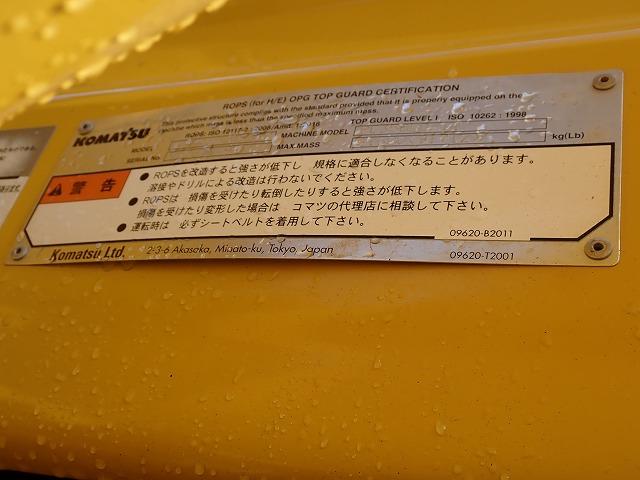 ROPS (for H/E) OPG TOP GUARD CERTIFICATION
This protective structure complies with the standard provided that it is properly equipped on the
machine which mass is less than the specified maximum mass.
KOMATSU
ROPS: ISO 12117-2 : 2008/Amd.
TOP GUARD LEVEL I ISO 10262 : 1998
MODEL
MACHINE MODEL
SERIAL No.
MAX.MASS
kg(Lb)
警告
● ROPSを改造すると強さが低下し 規格に適合しなくなることがあります。
溶接やドリルによる改造は行わないでください。
● ROPSは 損傷を受けたり転倒したりすると強さが低下します。
損傷を受けたり変形した場合は コマツの代理店に相談して下さい。
● 運転時は 必ずシートベルトを着用して下さい。
09620-B2011
Komatsu Ltd. 2-3-6 Akasaka, Minato-ku, Tokyo, Japan
09620-T2001